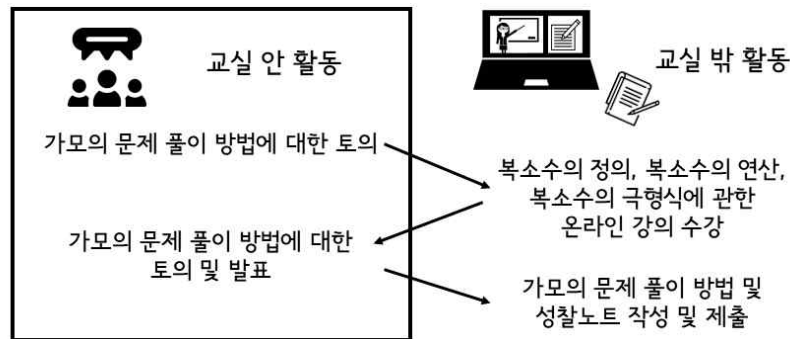 교실 안 활동
가모의 문제 풀이 방법에 대한 토의
가모의 문제 풀이 방법에 대한
토의 및 발표
교실 밖 활동
복소수의 정의, 복소수의 연산,
복소수의 극형식에 관한
온라인 강의 수강
가모의 문제 풀이 방법 및
성찰노트 작성 및 제출